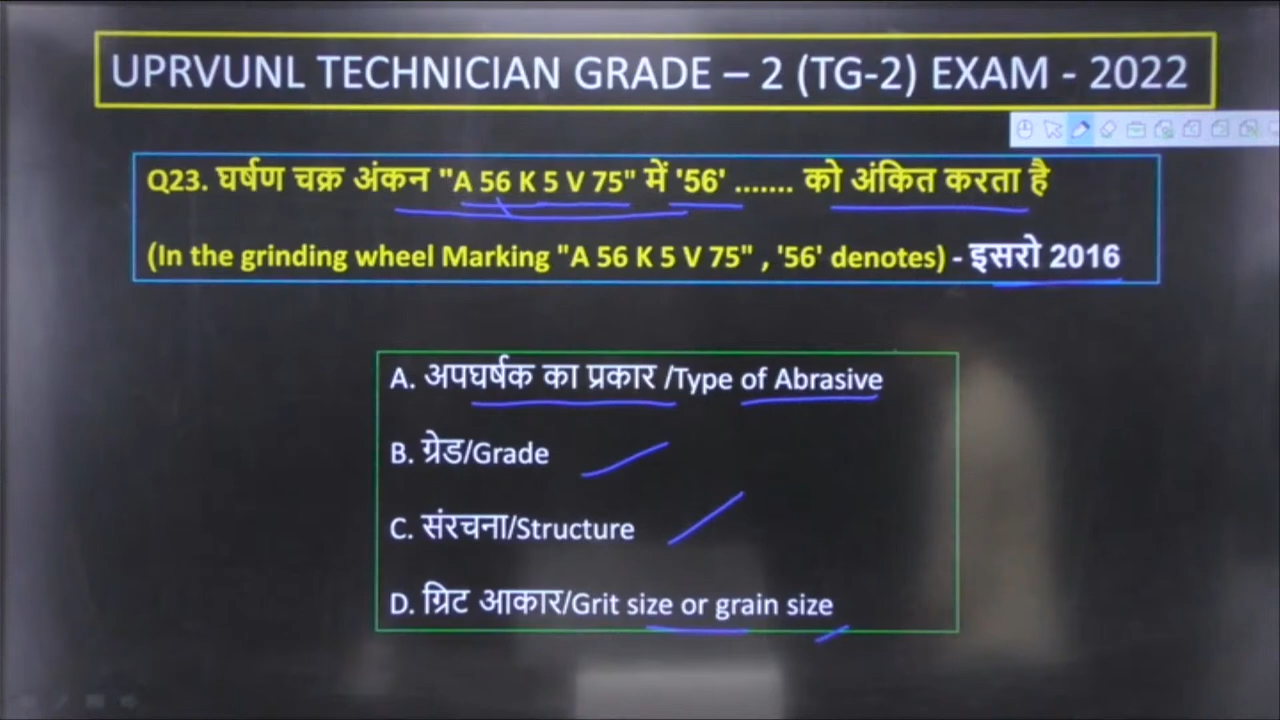 UPRVUNL TECHNICIAN GRADE – 2 (TG-2) EXAM - 2022
Q23. घर्षण चक्र अंकन "A 56 K 5 V 75" में '56' ....... को अंकित करता है
(In the grinding wheel Marking "A 56 K 5 V 75" , '56' denotes) - इसरो 2016
A. अपघर्षक का प्रकार /Type of Abrasive
B. ग्रेड/Grade
C. संरचना/Structure
D. ग्रिट आकार/Grit size or grain size